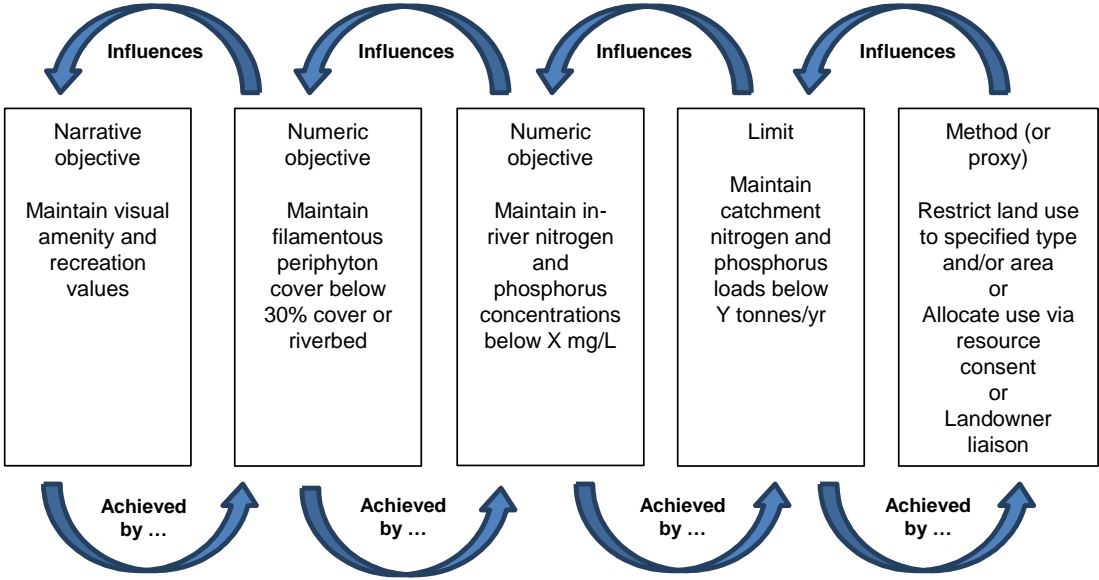 Influences
Influences
Influences
Influences
Narrative
objective
Maintain visual
amenity and
recreation
values
Numeric
objective
Maintain
filamentous
periphyton
cover below
30% cover or
riverbed
Numeric
objective
Maintain in-
river nitrogen
and
phosphorus
concentrations
below X mg/L
Limit
Maintain
catchment
nitrogen and
phosphorus
loads below
Y tonnes/yr
Method (or
proxy)
Restrict land use
to specified type
and/or area
or
Allocate use via
resource
consent
or
Landowner
liaison
Achieved
by …
Achieved
by …
Achieved
by …
Achieved
by …